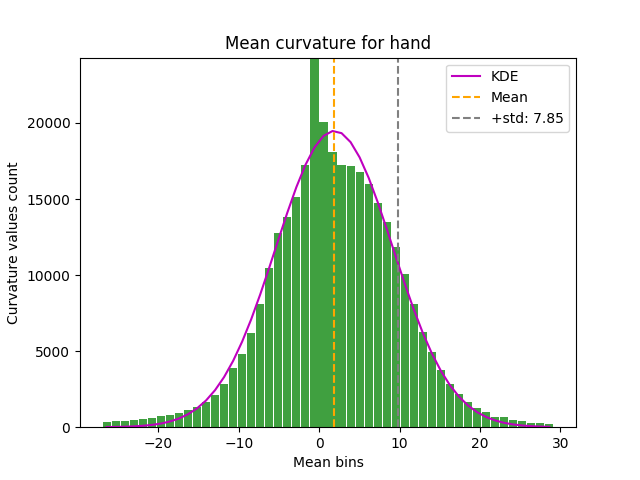 Mean curvature for hand
KDE
Mean
+std: 7.85
Curvature values count
20000
15000
10000
5000
0
−20
−10
0
10
20
30
Mean bins